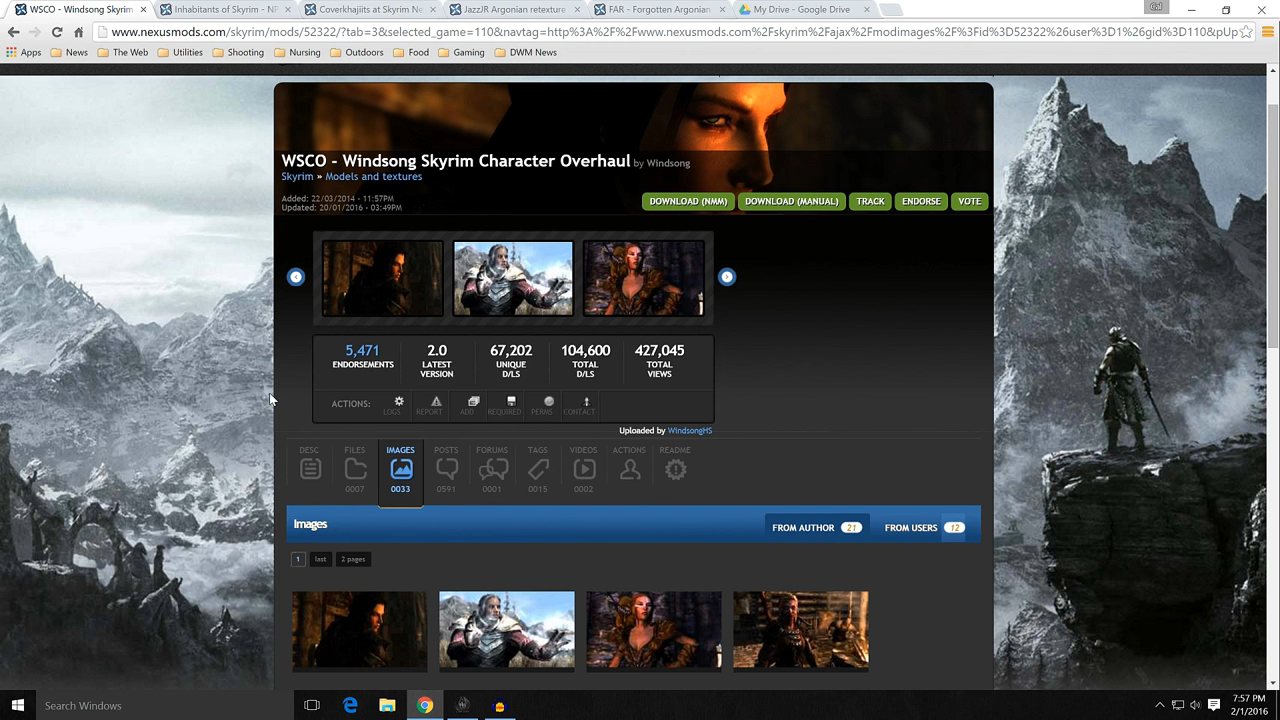 WSCO - Windsong Skyrim
Inhabitants of Skyrim - NP
Coverkhajiits at Skyrim Ne
JazzJR Argonian retexture
FAR - Forgotten Argonian
My Drive - Google Drive
www.nexusmods.com/skyrim/mods/52322/?tab=3&selected_game=110&navtag=http%3A%2F%2Fwww.nexusmods.com%2Fskyrim%2Fajax%2Fmodimages%2F%3Fid%3D52322%26user%3D1%26gid%3D110&pUp
Apps News The Web Utilities Shooting Nursing Outdoors Food Gaming DWM News
WSCO - Windsong Skyrim Character Overhaul by Windsong
Skyrim » Models and textures
Added: 22/03/2014 - 11:57PM
Updated: 20/01/2016 - 03:49PM
DOWNLOAD (NMM) DOWNLOAD (MANUAL) TRACK ENDORSE VOTE
5,471 2.0 67,202 104,600 427,045
ENDORSEMENTS LATEST UNIQUE TOTAL TOTAL
VERSION D/LS D/LS VIEWS
ACTIONS: LOGS REPORT ADD REQUIRED PERMS CONTACT
Uploaded by WindsongHS
DESC FILES IMAGES POSTS FORUMS TAGS VIDEOS ACTIONS README
0007 0033 0591 0001 0015 0002
Images FROM AUTHOR 21 FROM USERS 12
1 last 2 pages
Search Windows
7:57 PM
2/1/2016